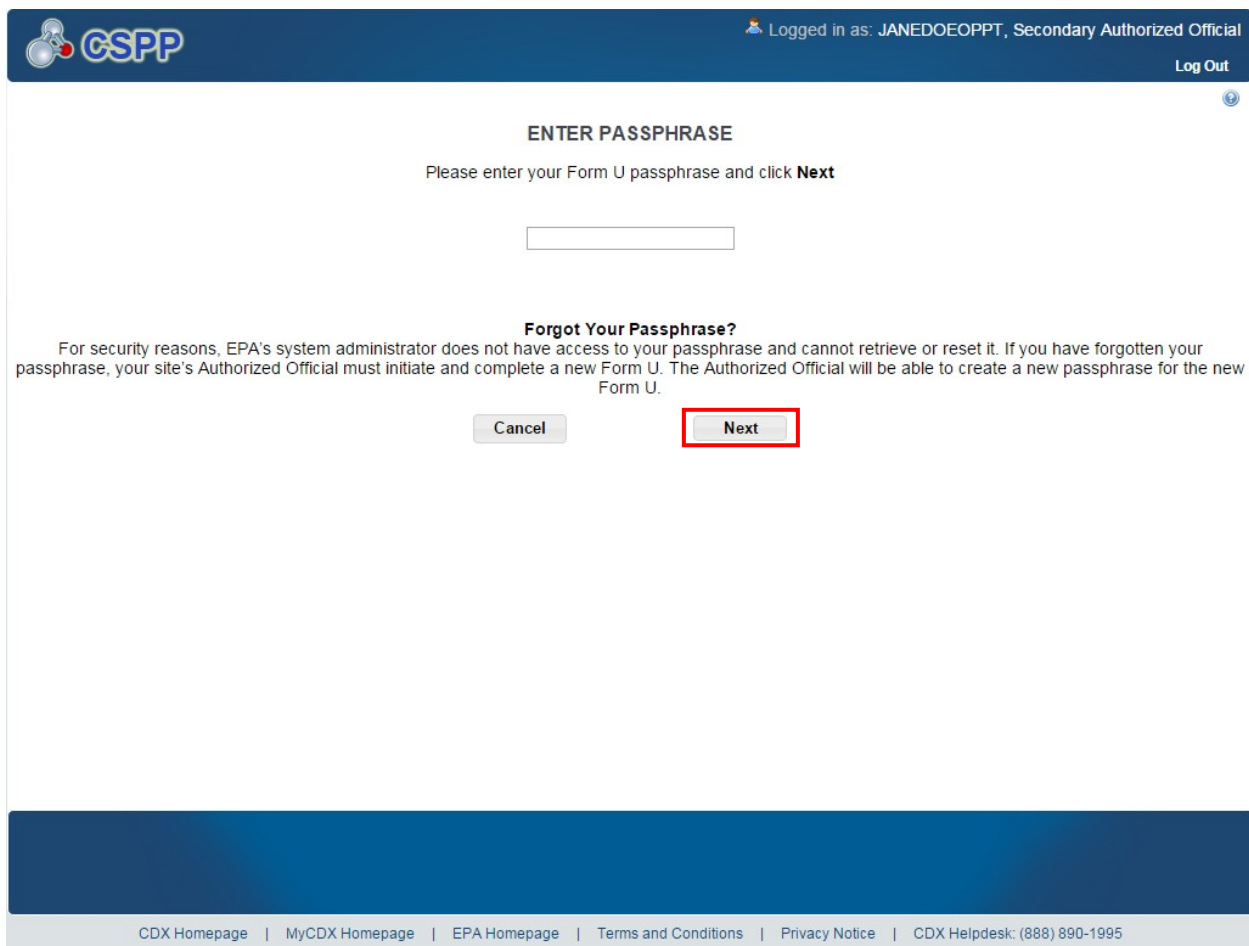 CSPP
Logged in as: JANEDOEOPPT, Secondary Authorized Official
Log Out
ENTER PASSPHRASE
Please enter your Form U passphrase and click Next
Forgot Your Passphrase?
For security reasons, EPA's system administrator does not have access to your passphrase and cannot retrieve or reset it. If you have forgotten your
passphrase, your site's Authorized Official must initiate and complete a new Form U. The Authorized Official will be able to create a new passphrase for the new
Form U.
Cancel Next
CDX Homepage | MyCDX Homepage | EPA Homepage | Terms and Conditions | Privacy Notice | CDX Helpdesk: (888) 890-1995